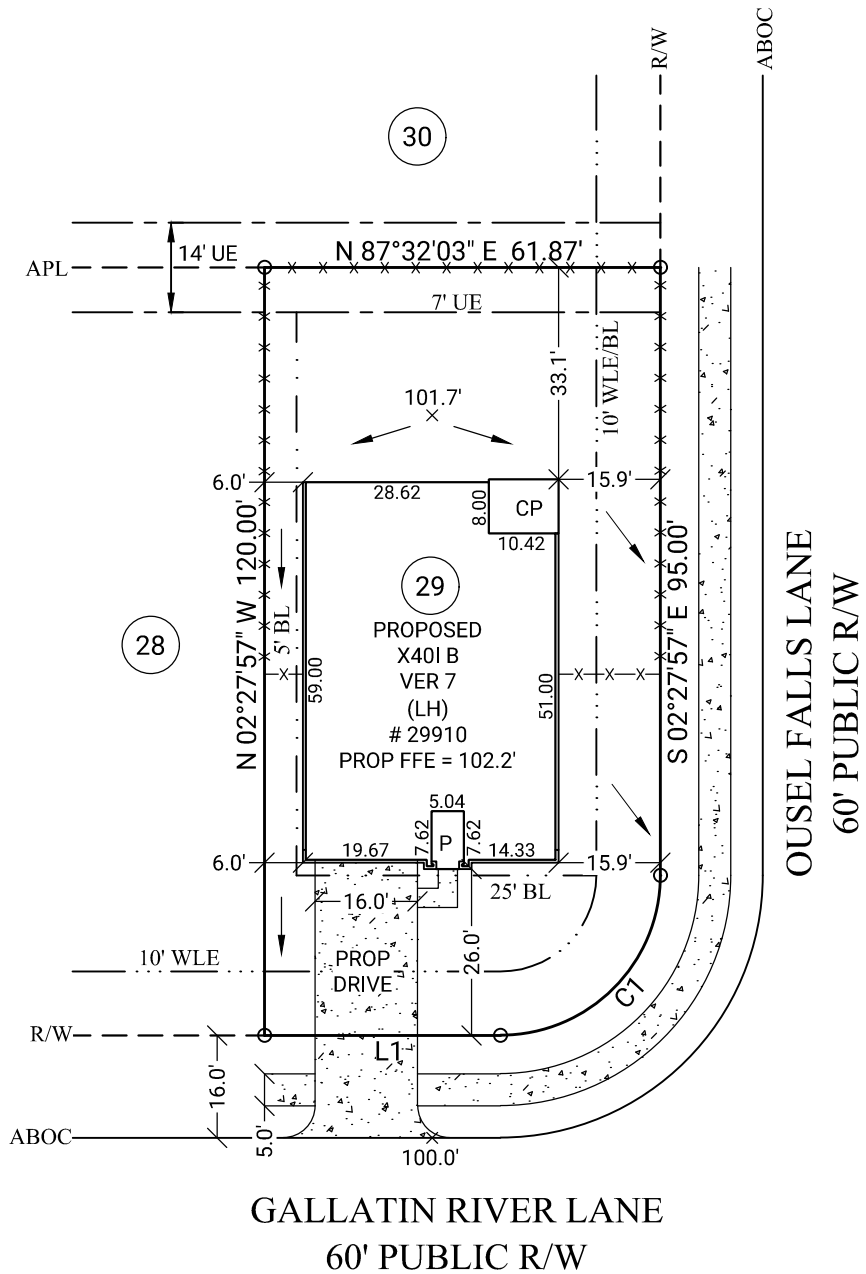 R/W
ABOC
30
14' UE
N 87°32'03" E  61.87'
APL
7' UE
33.1'
10' WLE/BL
101.7'
6.0'
28.62
8.00
CP
15.9'
10.42
N 02°27'57" W  120.00'
S 02°27'57" E  95.00'
29
28
5' BL
59.00
51.00
PROPOSED
X40I B
VER 7
(LH)
# 29910
PROP FFE = 102.2'
OUSEL FALLS LANE
60' PUBLIC R/W
5.04
7.62
P
7.62
19.67
14.33
6.0'
15.9'
25' BL
16.0'
26.0'
10' WLE
PROP
DRIVE
C1
R/W
L1
16.0'
5.0'
ABOC
100.0'
GALLATIN RIVER LANE
60' PUBLIC R/W